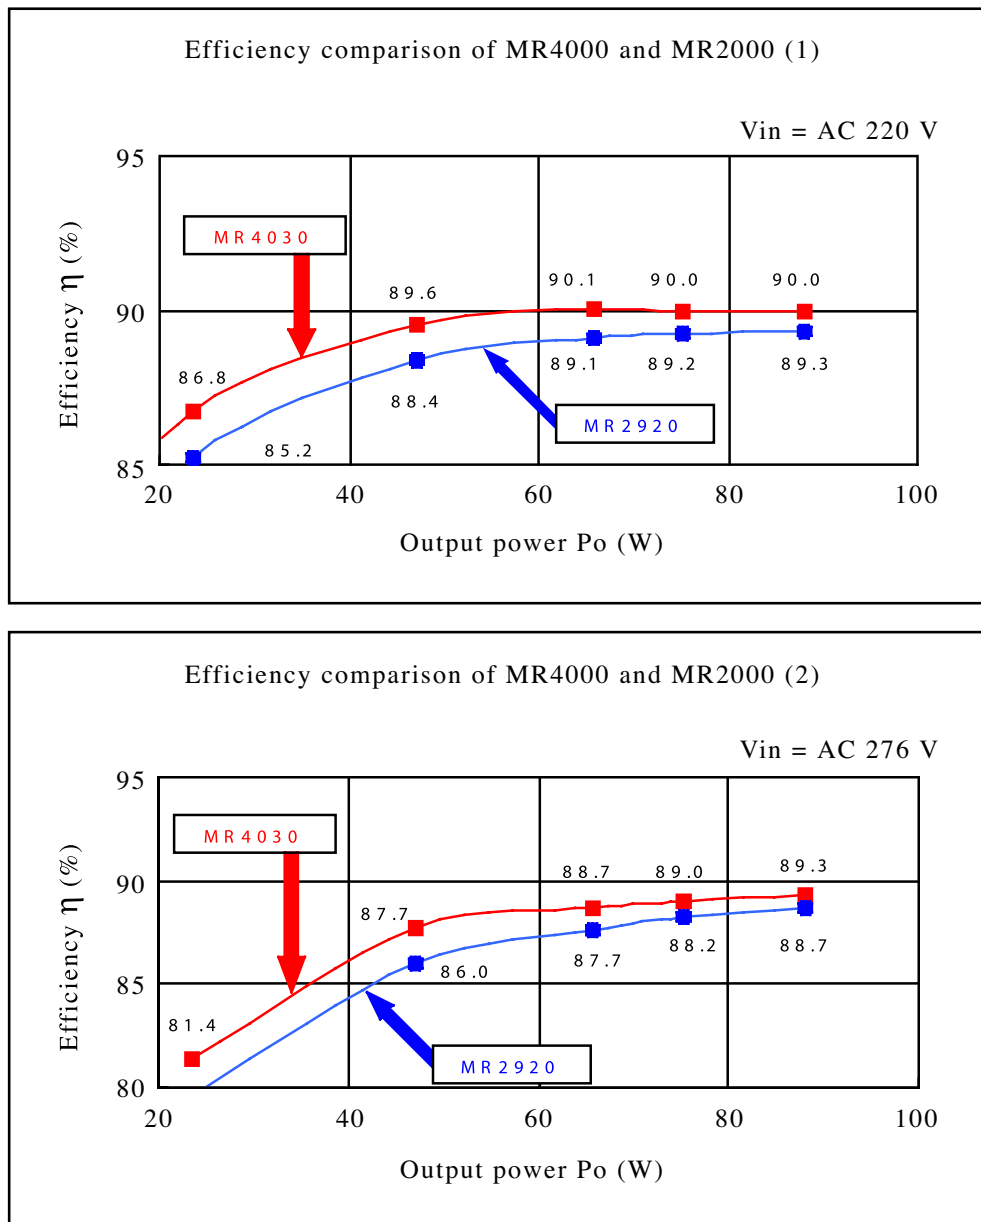 Efficiency comparison of MR4000 and MR2000 (1)
Vin = AC 220 V
95
MR4030
90.1 90.0 90.0
89.6
90
Efficiency η (%)
86.8
89.1 89.2 89.3
88.4
MR2920
85.2
85
20 40 60 80 100
Output power Po (W)
Efficiency comparison of MR4000 and MR2000 (2)
Vin = AC 276 V
95
MR4030
88.7 89.0 89.3
90
87.7
Efficiency η (%)
86.0 87.7 88.2 88.7
85
81.4
MR2920
80
20 40 60 80 100
Output power Po (W)